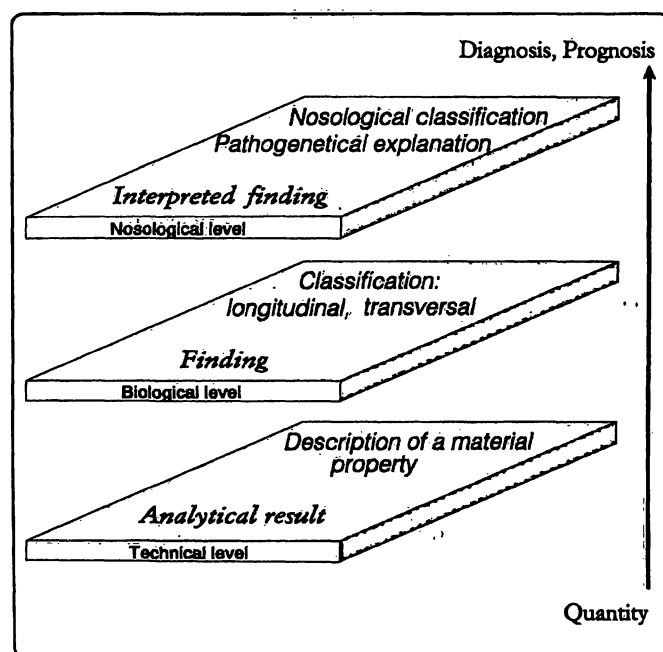 Diagnosis, Prognosis
Nosological classification
Pathogenetical explanation
Interpreted finding
Nosological level
Classification:
longitudinal, transversal
Finding
Biological level
Description of a material
property
Analytical result
Technical level
Quantity